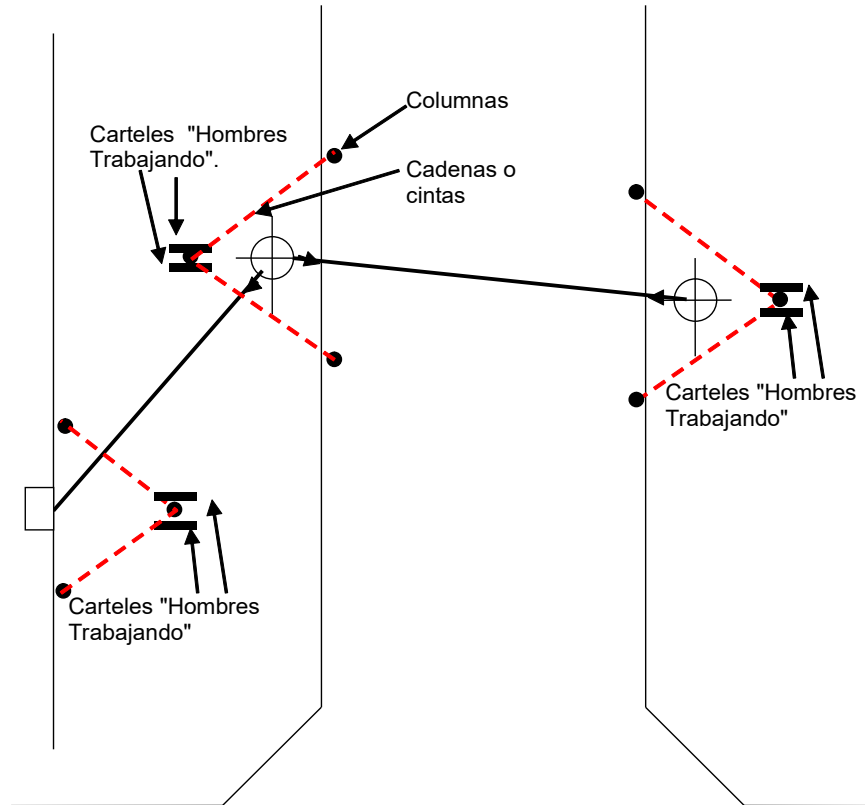 Columnas
Carteles  "Hombres
Trabajando".
Cadenas o
cintas
Carteles "Hombres
Trabajando"
Carteles "Hombres
Trabajando"